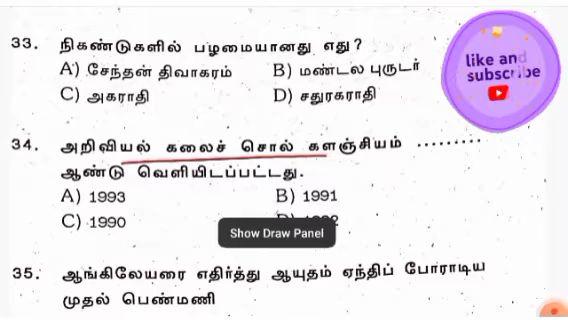 33. நிகண்டுகளில் பழமையானது எது?
A) சேந்தன் திவாகரம் B) மண்டல புருடர்
C) அகராதி D) சதுரகராதி
like and
subscribe
34. அறிவியல் கலைச் சொல் களஞ்சியம் .........
ஆண்டு வெளியிடப்பட்டது.
A) 1993 B) 1991
C) 1990
Show Draw Panel
35. ஆங்கிலேயரை எதிர்த்து ஆயுதம் ஏந்திப் போராடிய
முதல் பெண்மணி